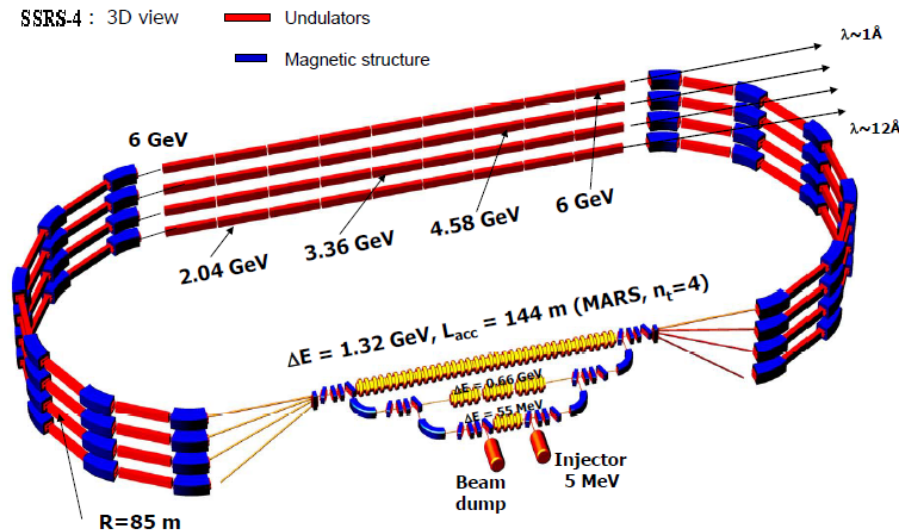 SSRS-4 : 3D view
Undulators
Magnetic structure
λ~1Å
6 GeV
λ~12Å
6 GeV
4.58 GeV
3.36 GeV
2.04 GeV
ΔE = 1.32 GeV, Lacc = 144 m (MARS, nt=4)
ΔE = 0.66 GeV
ΔE = 55 MeV
Beam
dump
Injector
5 MeV
R=85 m